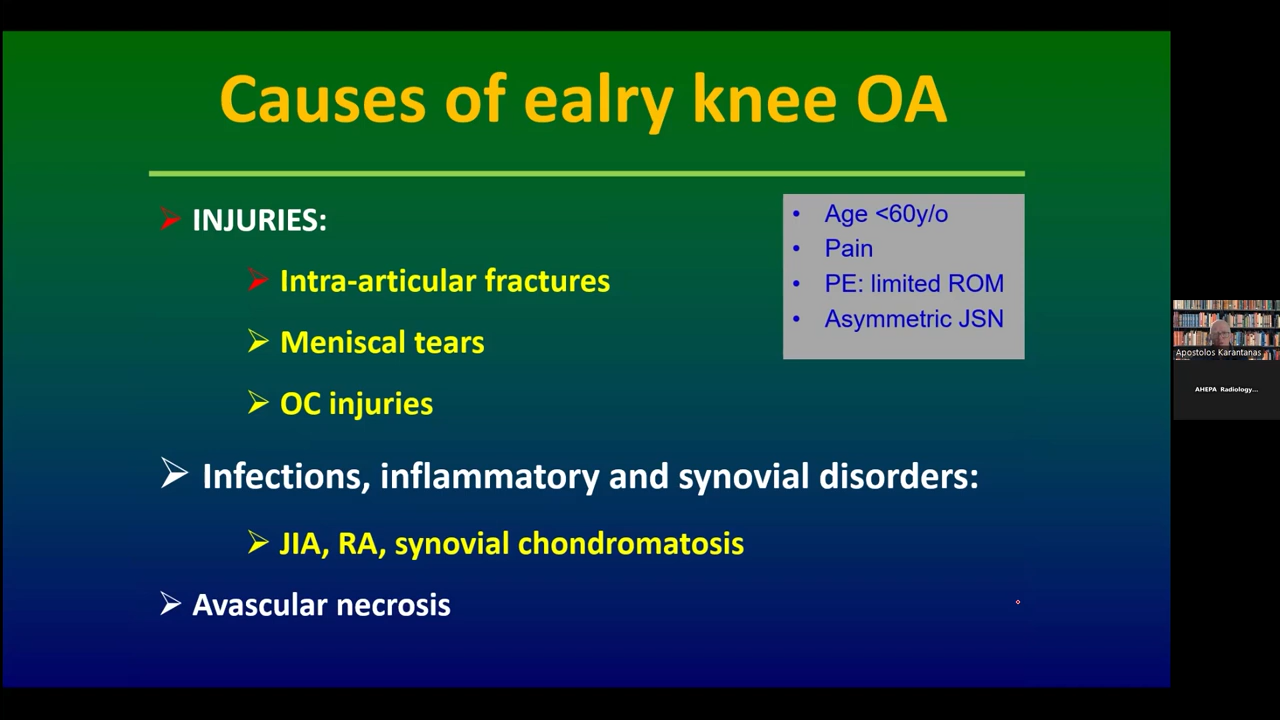 Causes of ealry knee OA
INJURIES:
Intra-articular fractures
Meniscal tears
OC injuries
Infections, inflammatory and synovial disorders:
JIA, RA, synovial chondromatosis
Avascular necrosis
• Age <60y/o
• Pain
• PE: limited ROM
• Asymmetric JSN
Apostolos Karantanas
AHEPA Radiology...